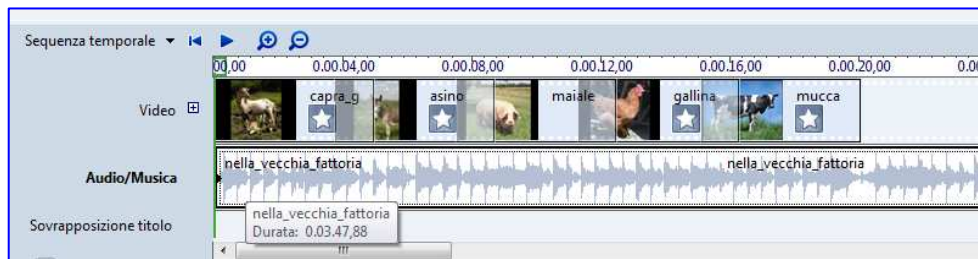 Sequenza temporale
00,00 0.00.04,00 0.00.08,00 0.00.12,00 0.00.16,00 0.00.20,00 0.0
Video capra_g asino maiale gallina mucca
nella_vecchia_fattoria nella_vecchia_fattoria
Audio/Musica
nella_vecchia_fattoria
Durata: 0.03.47,88
Sovrapposizione titolo